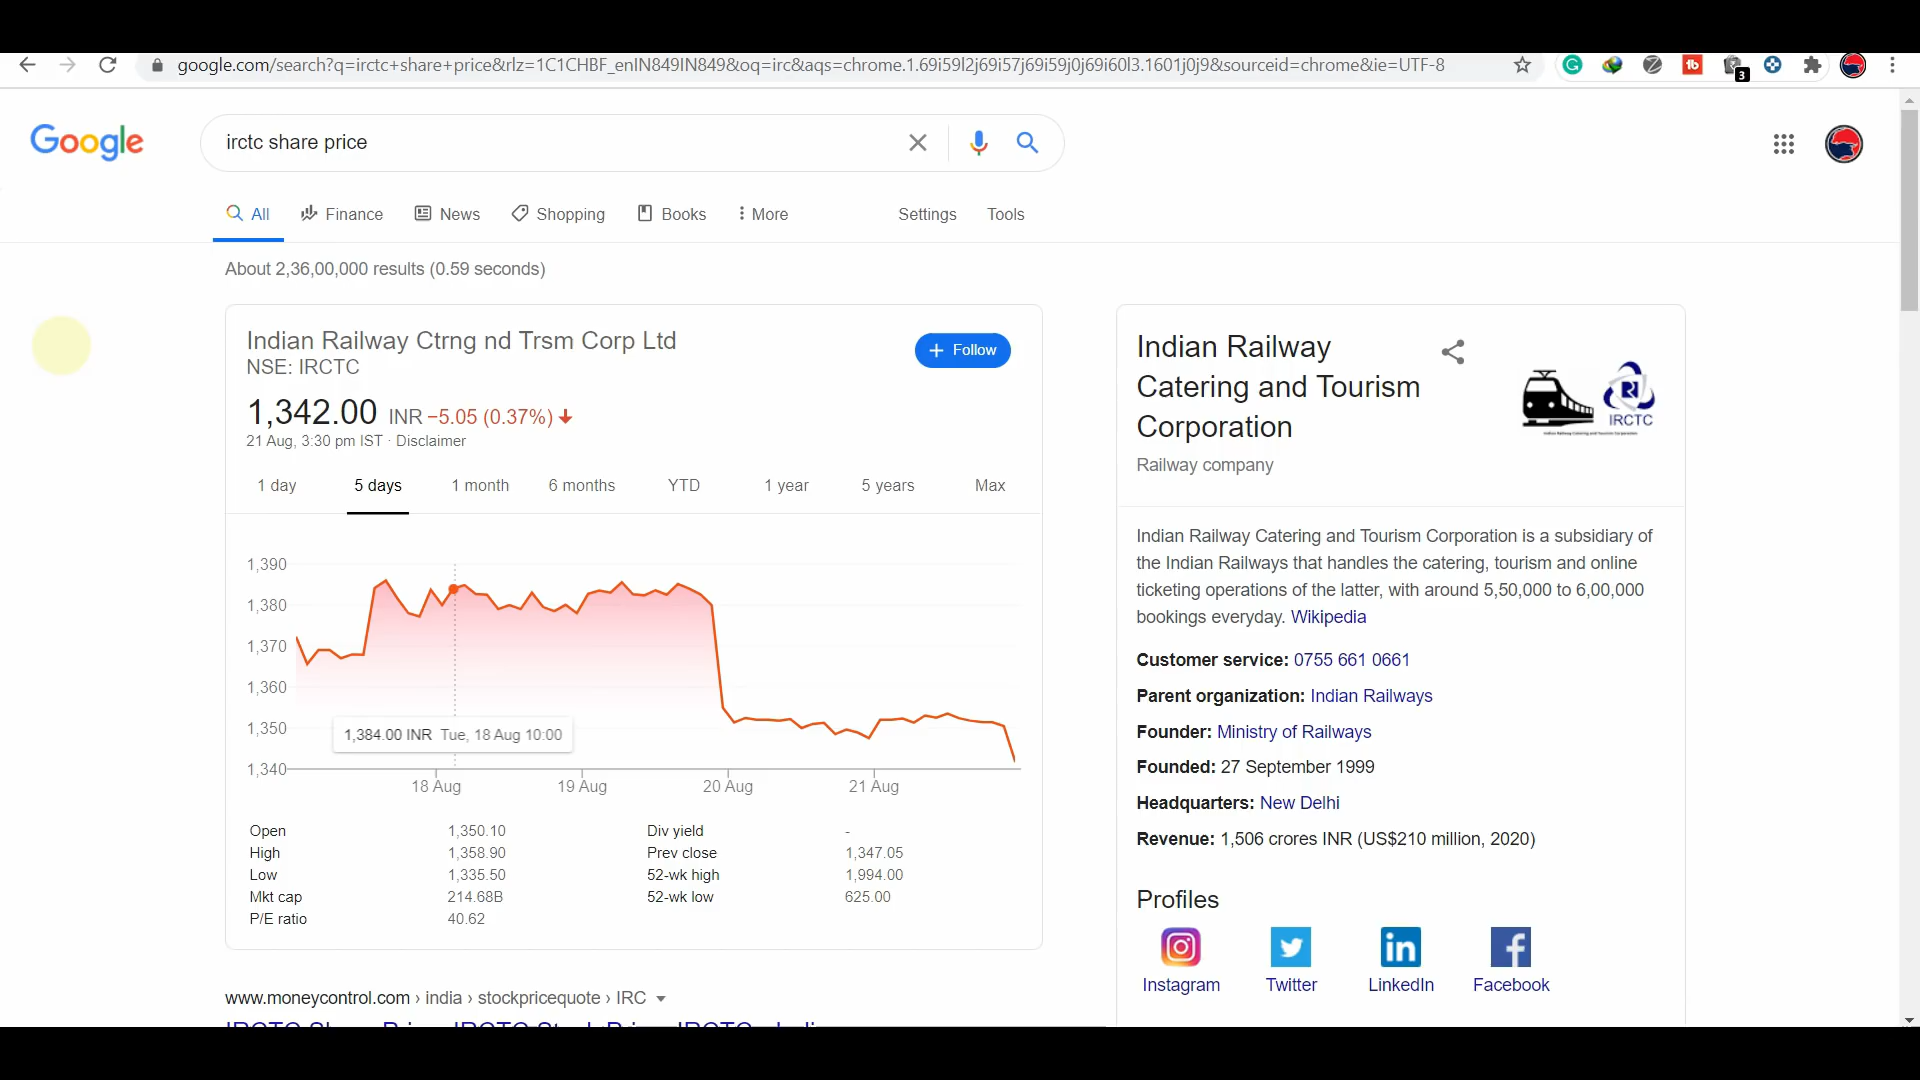 google.com/search?q=irctc+share+price&rlz=1C1CHBF_enIN849IN849&oq=irc&aqs=chrome.1.69i59l2j69i57j69i59j0j69i60l3.1601j0j9&sourceid=chrome&ie=UTF-8
3
Google
irctc share price
All
Finance
News
Shopping
Books
More
Settings
Tools
About 2,36,00,000 results (0.59 seconds)
Indian Railway Ctrng nd Trsm Corp Ltd
NSE: IRCTC
Follow
1,342.00 INR −5.05 (0.37%)
21 Aug, 3:30 pm IST · Disclaimer
1 day
5 days
1 month
6 months
YTD
1 year
5 years
Max
1,390
1,380
1,370
1,360
1,350
1,340
1,384.00 INR Tue, 18 Aug 10:00
18 Aug
19 Aug
20 Aug
21 Aug
Open 1,350.10
High 1,358.90
Low 1,335.50
Mkt cap 214.68B
P/E ratio 40.62
Div yield -
Prev close 1,347.05
52-wk high 1,994.00
52-wk low 625.00
www.moneycontrol.com › india › stockpricequote › IRC
Indian Railway
Catering and Tourism
Corporation
Railway company
IRCTC
Indian Railway Catering and Tourism Corporation is a subsidiary of
the Indian Railways that handles the catering, tourism and online
ticketing operations of the latter, with around 5,50,000 to 6,00,000
bookings everyday. Wikipedia
Customer service: 0755 661 0661
Parent organization: Indian Railways
Founder: Ministry of Railways
Founded: 27 September 1999
Headquarters: New Delhi
Revenue: 1,506 crores INR (US$210 million, 2020)
Profiles
Instagram
Twitter
LinkedIn
Facebook